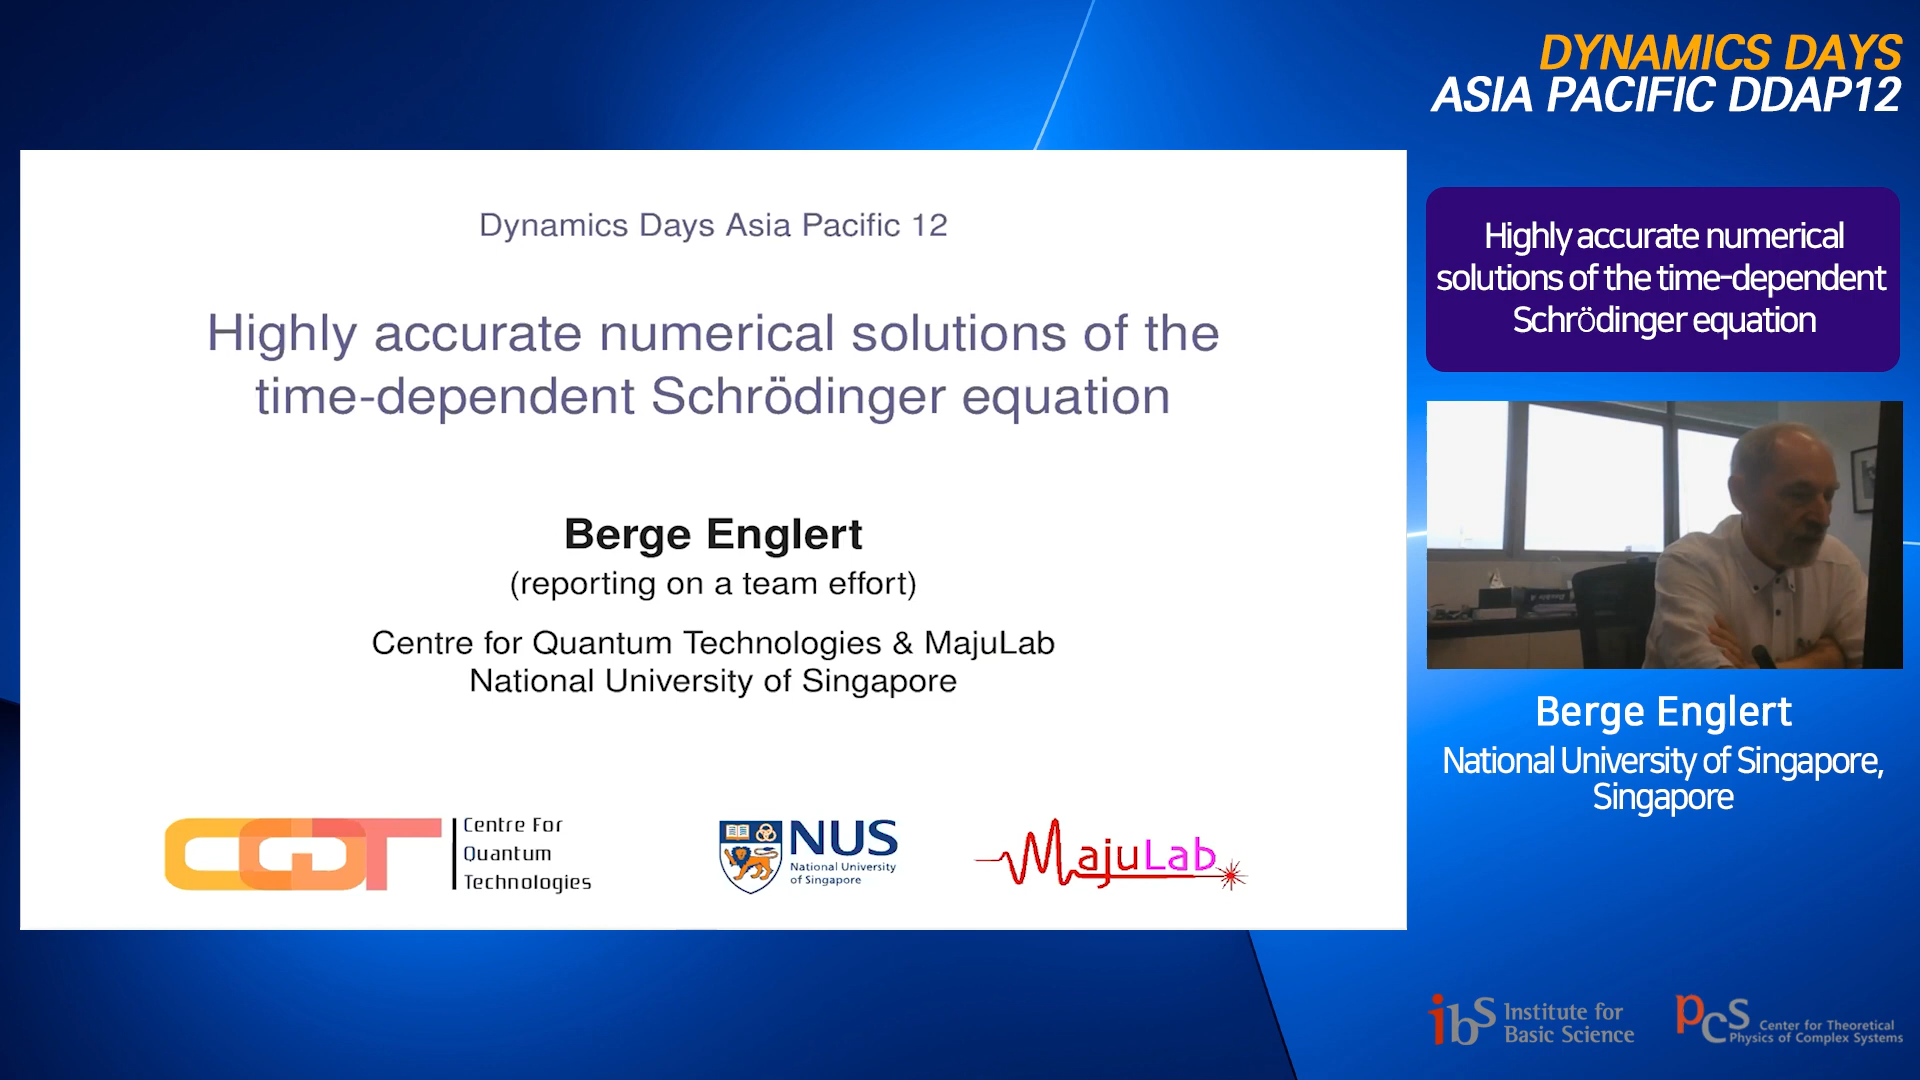 DYNAMICS DAYS
ASIA PACIFIC DDAP12
Dynamics Days Asia Pacific 12
Highly accurate numerical solutions of the
time-dependent Schrödinger equation
Berge Englert
(reporting on a team effort)
Centre for Quantum Technologies & MajuLab
National University of Singapore
CQT
Centre For
Quantum
Technologies
NUS
National University
of Singapore
MajuLab
Highly accurate numerical
solutions of the time-dependent
Schrödinger equation
Berge Englert
National University of Singapore,
Singapore
ibS Institute for
Basic Science
PCS Center for Theoretical
Physics of Complex Systems